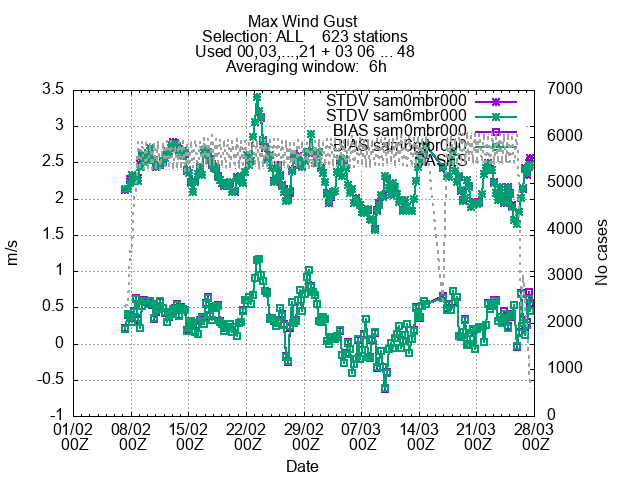 Max Wind Gust
Selection: ALL 623 stations
Used 00,03,...,21 + 03 06 ... 48
Averaging window: 6h
STDV sam0mbr000
STDV sam6mbr000
BIAS sam0mbr000
BIAS sam6mbr000
CASES
3.5
3
2.5
2
1.5
1
0.5
0
-0.5
-1
m/s
7000
6000
5000
4000
3000
2000
1000
0
No cases
01/02 08/02 15/02 22/02 29/02 07/03 14/03 21/03 28/03
00Z 00Z 00Z 00Z 00Z 00Z 00Z 00Z 00Z
Date